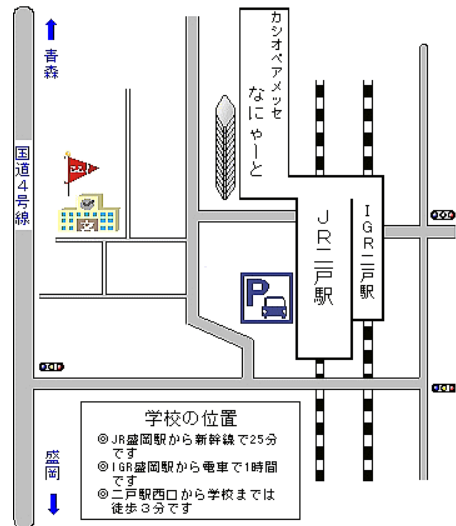 青森
国道4号線
カシオペアメッセ
なにゃーと
JR二戸駅
IGR二戸駅
P
盛岡
学校の位置
◎JR盛岡駅から新幹線で25分
です
◎IGR盛岡駅から電車で1時間
です
◎二戸駅西口から学校までは
徒歩3分です